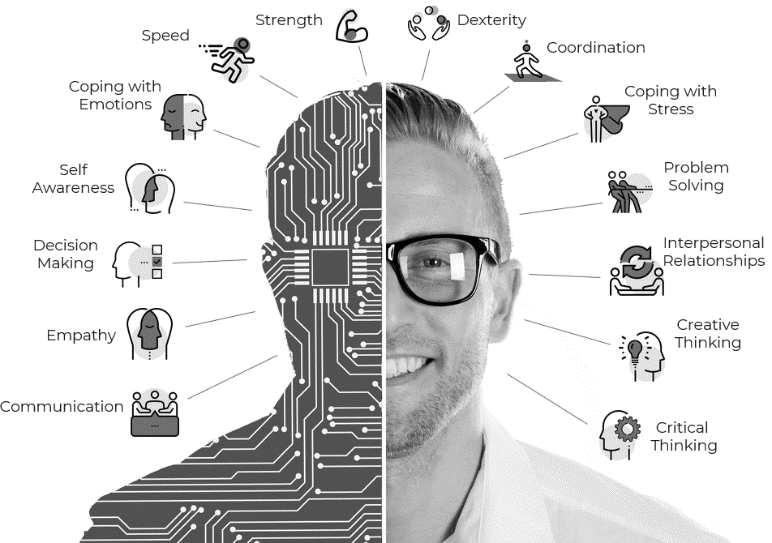 Strength
Dexterity
Speed
Coordination
Coping with
Emotions
Coping with
Stress
Self
Awareness
Problem
Solving
Decision
Making
Interpersonal
Relationships
Empathy
Creative
Thinking
Communication
Critical
Thinking